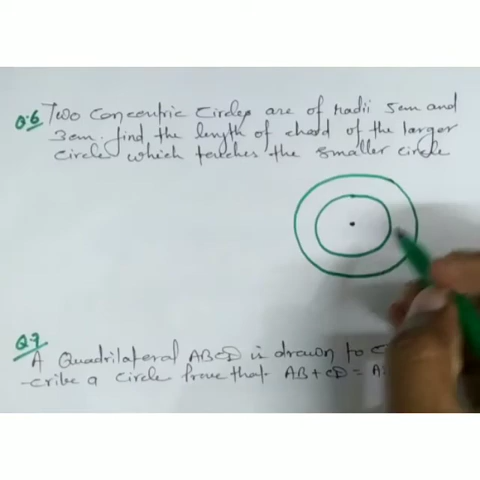 Q.6 Two concentric circles are of radii 5cm and
3cm. find the length of chord of the larger
circle which touches the smaller circle
Q.7
A Quadrilateral ABCD is drawn to
-cribe a circle prove that AB + CD =